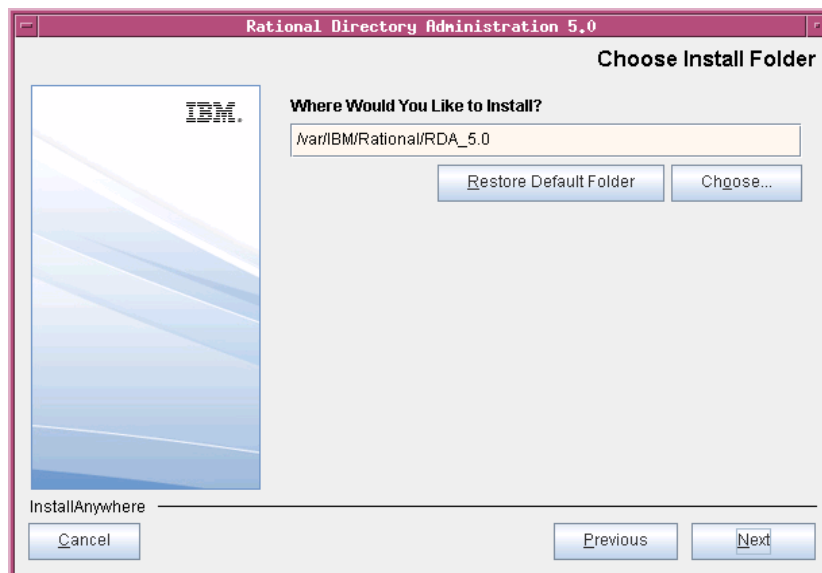 Rational Directory Administration 5.0
Choose Install Folder
IBM.
Where Would You Like to Install?
/var/IBM/Rational/RDA_5.0
Restore Default Folder
Choose...
InstallAnywhere
Cancel
Previous
Next